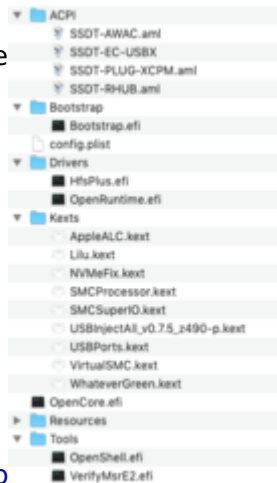 ACPI
SSDT-AWAC.aml
e
SSDT-EC-USBX
SSDT-PLUG-XCPM.aml
SSDT-RHUB.aml
Bootstrap
Bootstrap.efi
config.plist
Drivers
HfsPlus.efi
OpenRuntime.efi
Kexts
AppleALC.kext
Lilu.kext
NVMeFix.kext
SMCProcessor.kext
SMCSuperIO.kext
USBInjectAll_v0.7.5_z490-p.kext
USBPorts.kext
VirtualSMC.kext
WhateverGreen.kext
OpenCore.efi
Resources
Tools
OpenShell.efi
p
VerifyMsrE2.efi